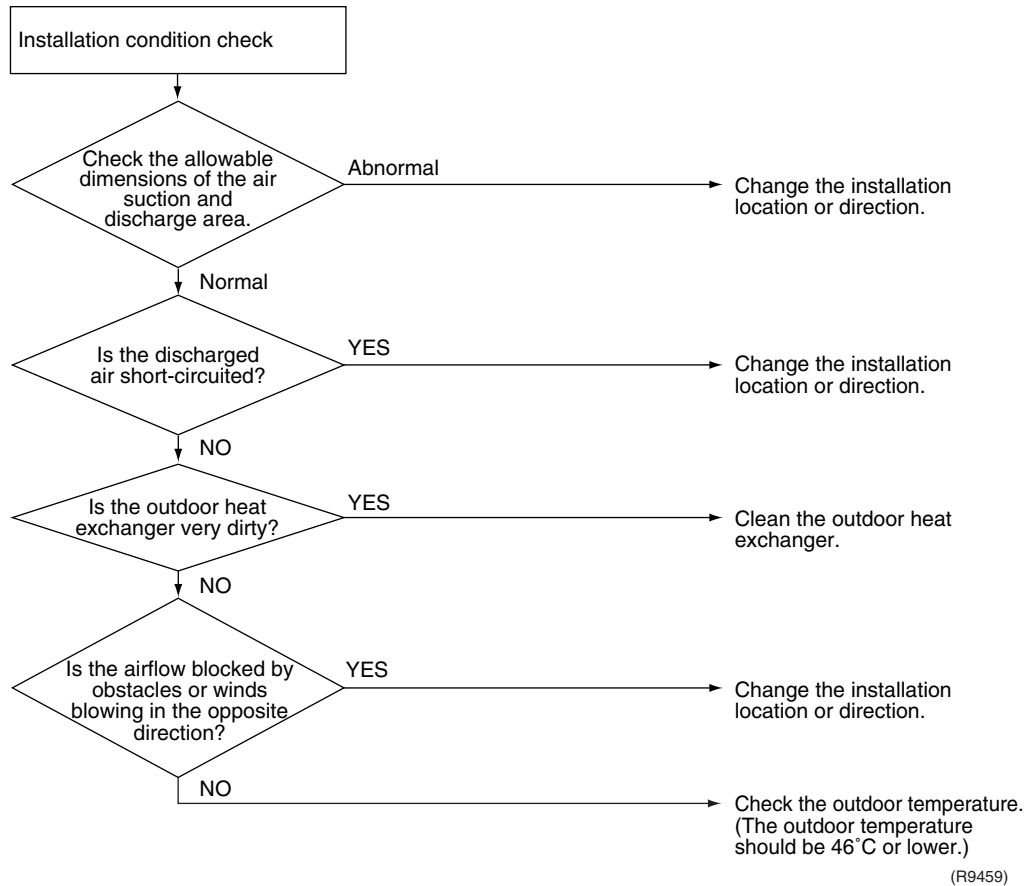 Installation condition check
Check the allowable
dimensions of the air
suction and
discharge area.
Abnormal
Change the installation
location or direction.
Normal
Is the discharged
air short-circuited?
YES
Change the installation
location or direction.
NO
Is the outdoor heat
exchanger very dirty?
YES
Clean the outdoor heat
exchanger.
NO
Is the airflow blocked by
obstacles or winds
blowing in the opposite
direction?
YES
Change the installation
location or direction.
NO
Check the outdoor temperature.
(The outdoor temperature
should be 46˚C or lower.)
(R9459)